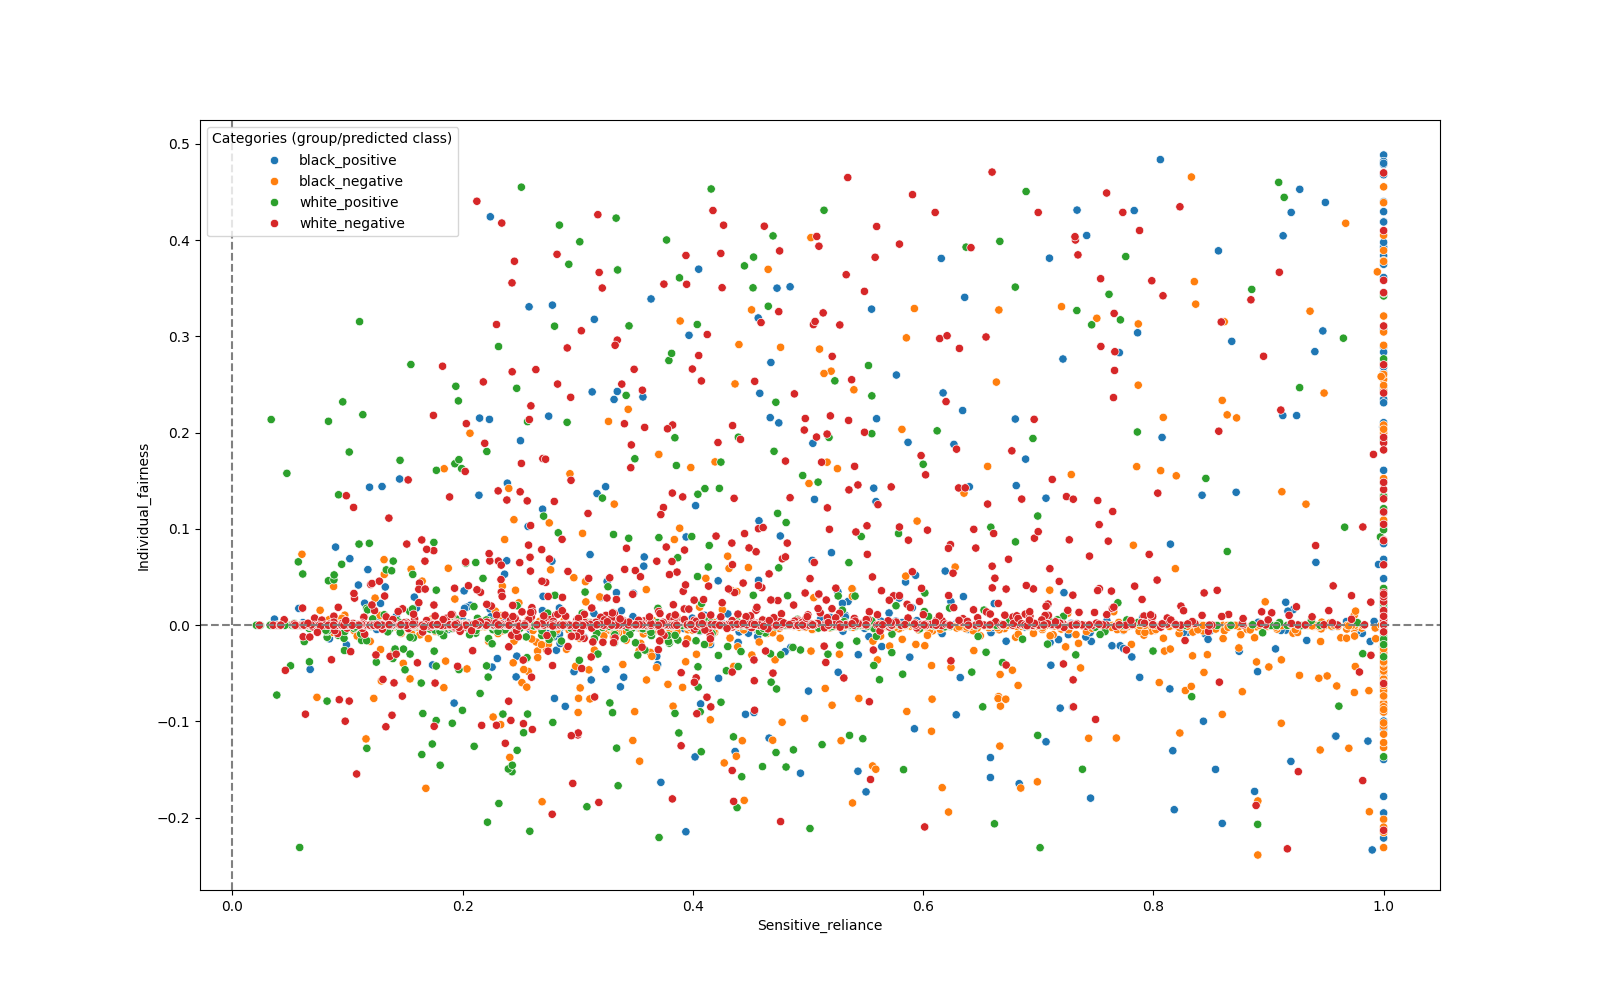 Categories (group/predicted class)
black_positive
black_negative
white_positive
white_negative
0.5
0.4
0.3
0.2
0.1
0.0
−0.1
−0.2
Individual_fairness
0.0
0.2
0.4
0.6
0.8
1.0
Sensitive_reliance